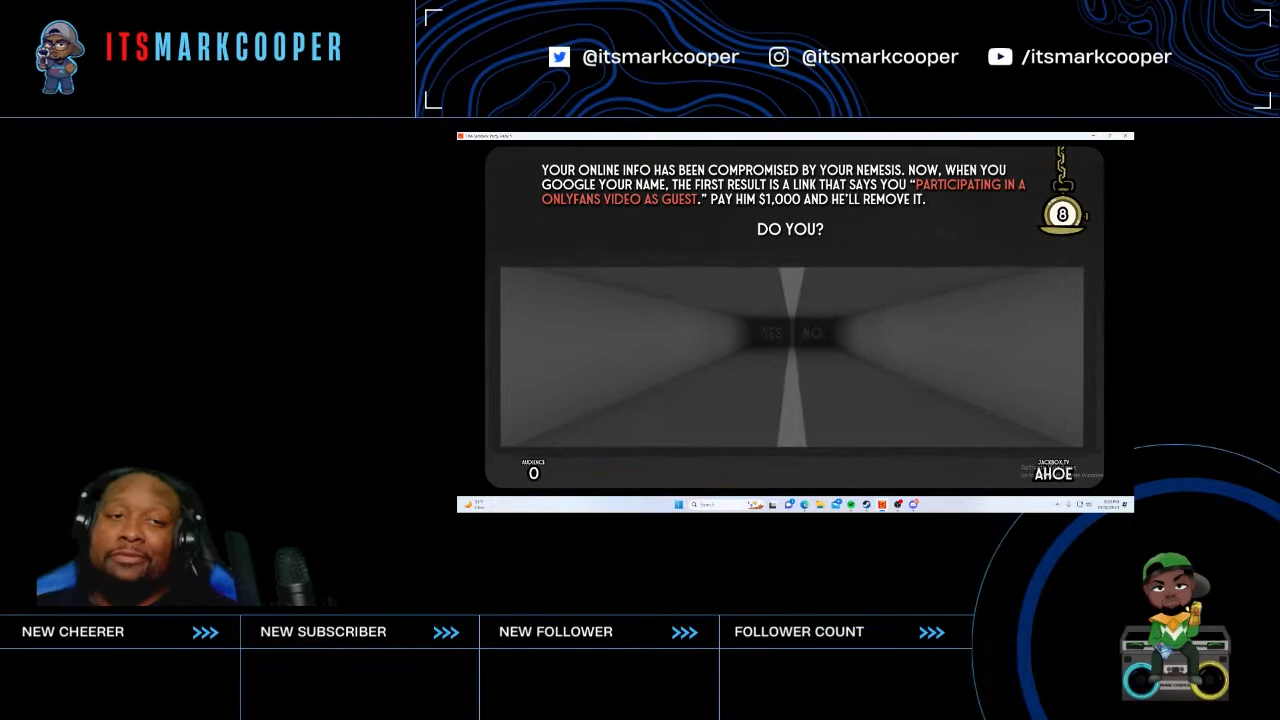 ITSMARKCOOPER
@itsmarkcooper
@itsmarkcooper
/itsmarkcooper
YOUR ONLINE INFO HAS BEEN COMPROMISED BY YOUR NEMESIS. NOW, WHEN YOU
GOOGLE YOUR NAME, THE FIRST RESULT IS A LINK THAT SAYS YOU “PARTICIPATING IN A
ONLYFANS VIDEO AS GUEST.” PAY HIM $1,000 AND HE'LL REMOVE IT.
8
DO YOU?
YES
NO
AUDIENCE
0
JACKBOX.TV
AHOE
Search
NEW CHEERER
NEW SUBSCRIBER
NEW FOLLOWER
FOLLOWER COUNT